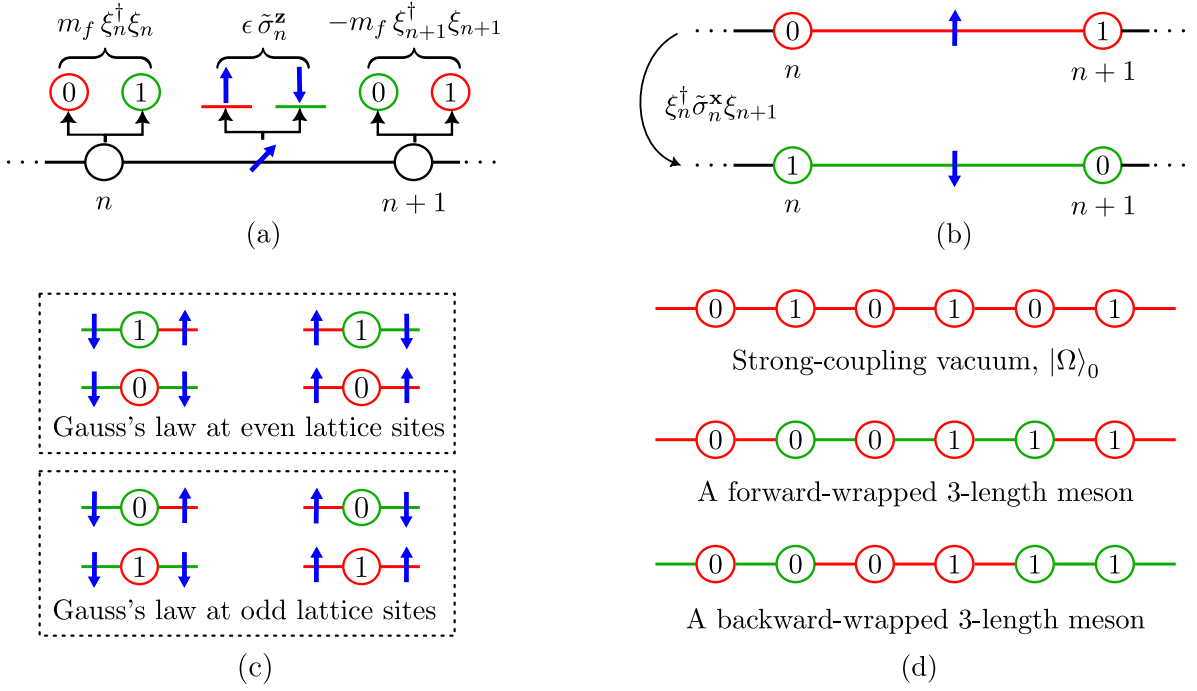 m_f ξ_n^† ξ_n   ϵ σ̃_n^z   −m_f ξ_{n+1}^† ξ_{n+1}
0 1 0 1
· · · · · ·
n n + 1
(a)
· · · 0 1 · · ·
n n + 1
ξ_n^† σ̃_n^x ξ_{n+1}
· · · 1 0 · · ·
n n + 1
(b)
1 1
0 0
Gauss's law at even lattice sites
0 0
1 1
Gauss's law at odd lattice sites
(c)
0 1 0 1 0 1
Strong-coupling vacuum, |Ω⟩_0
0 0 0 1 1 1
A forward-wrapped 3-length meson
0 0 0 1 1 1
A backward-wrapped 3-length meson
(d)